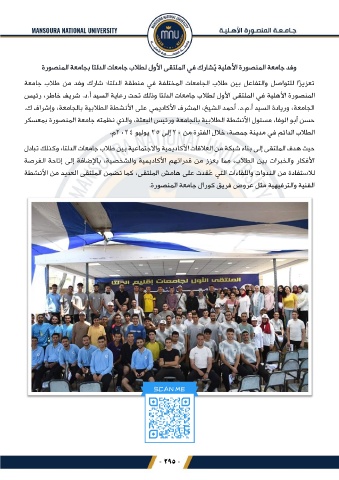 MANSOURA NATIONAL UNIVERSITY
جامعة المنصورة الأهلية
MNU
وفد جامعة المنصورة الأهلية يُشارك في الملتقى الأول لطلاب جامعات الدلتا بجامعة المنصورة
تعزيزًا للتواصل والتفاعل بين طلاب الجامعات المختلفة في منطقة الدلتا؛ شارك وفد من طلاب جامعة
المنصورة الأهلية في الملتقى الأول لطلاب جامعات الدلتا وذلك تحت رعاية السيد أ.د. شريف خاطر، رئيس
الجامعة، وريادة السيد أ.م.د. أحمد الشيخ، المشرف الأكاديمي على الأنشطة الطلابية بالجامعة، وإشراف ك.
حسن أبو الوفا، مسئول الأنشطة الطلابية بالجامعة ورئيس البعثة، والتي نظمته جامعة المنصورة بمعسكر
الطلاب الدائم في مدينة جمصة، خلال الفترة من ٢٠ إلى ٢٥ يوليو ٢٠٢٤م.
حيث هدف الملتقى إلى بناء شبكة من العلاقات الأكاديمية والاجتماعية بين طلاب جامعات الدلتا، وكذلك تبادل
الأفكار والخبرات بين الطلاب، مما يعزز من قدراتهم الأكاديمية والشخصية، بالإضافة إلى إتاحة الفرصة
للاستفادة من الندوات واللقاءات التي عُقدت على هامش الملتقى، كما تضمن الملتقى العديد من الأنشطة
الفنية والترفيهية مثل عروض فريق كورال جامعة المنصورة.
الملتقى الأول لجامعات إقليم الدلتا
SCAN ME
٢٩٥